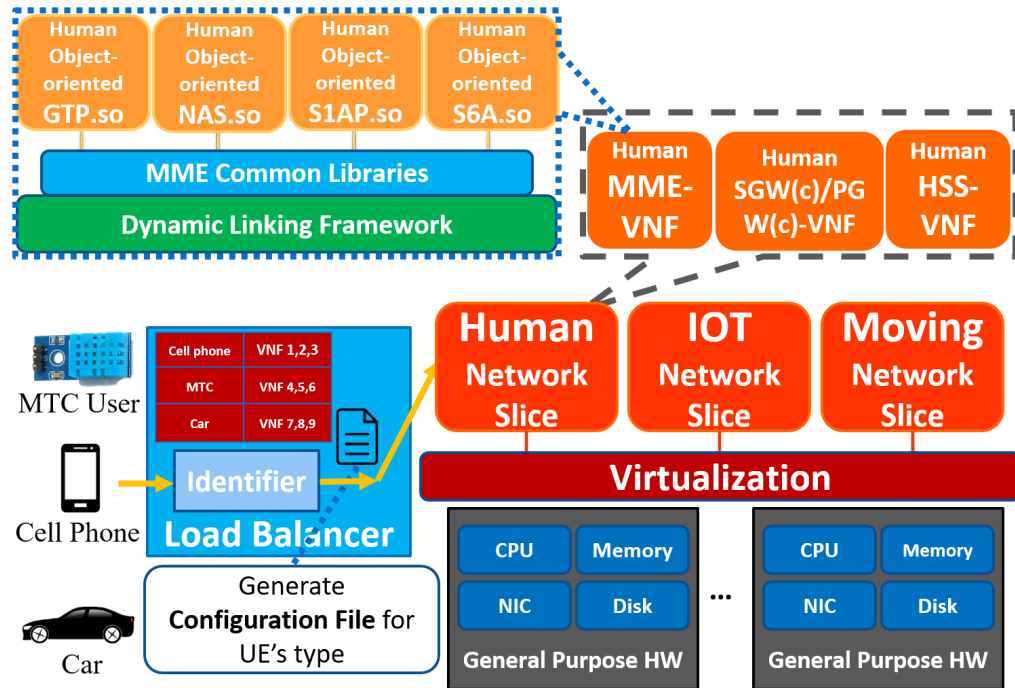 Human
Object-
oriented
GTP.so
Human
Object-
oriented
NAS.so
Human
Object-
oriented
S1AP.so
Human
Object-
oriented
S6A.so
MME Common Libraries
Dynamic Linking Framework
Human
MME-
VNF
Human
SGW(c)/PG
W(c)-VNF
Human
HSS-
VNF
MTC User
Cell Phone
Car
Cell phone VNF 1,2,3
MTC VNF 4,5,6
Car VNF 7,8,9
Identifier
Load Balancer
Generate
Configuration File for
UE's type
Human
Network
Slice
IOT
Network
Slice
Moving
Network
Slice
Virtualization
CPU Memory
NIC Disk
General Purpose HW
...
CPU Memory
NIC Disk
General Purpose HW